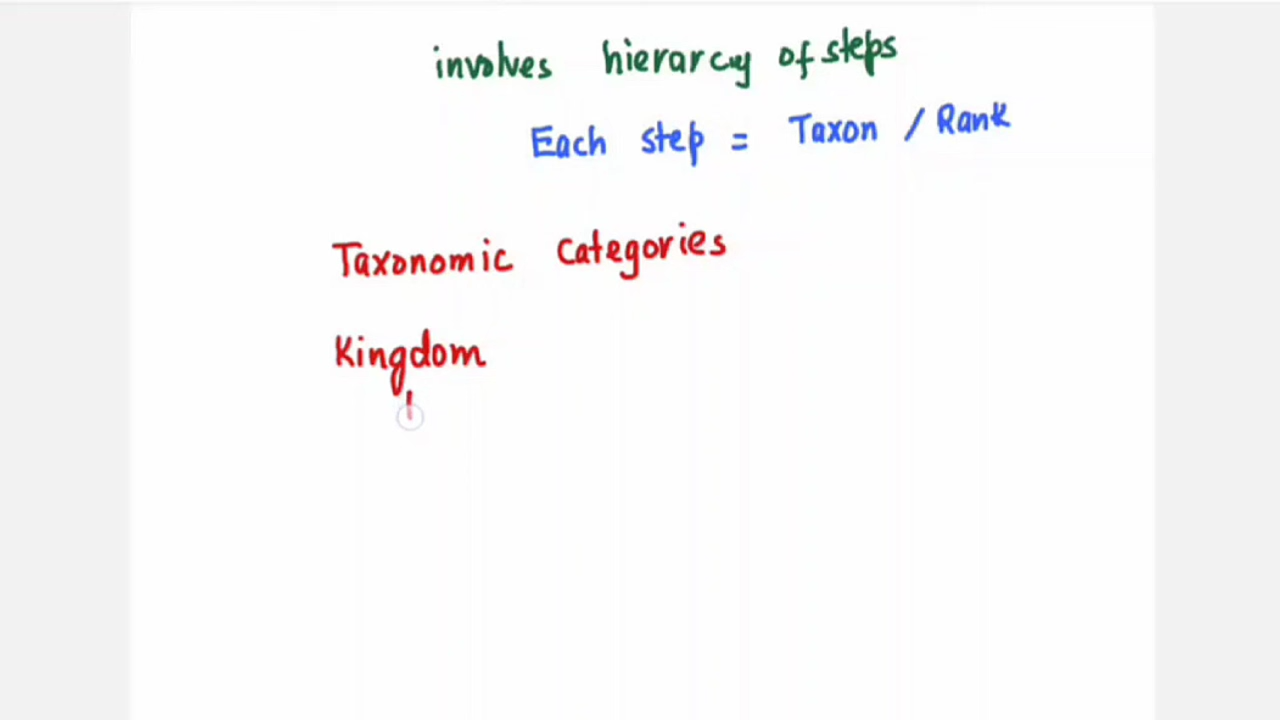 involves hierarcy of steps
Each step = Taxon / Rank
Taxonomic Categories
Kingdom